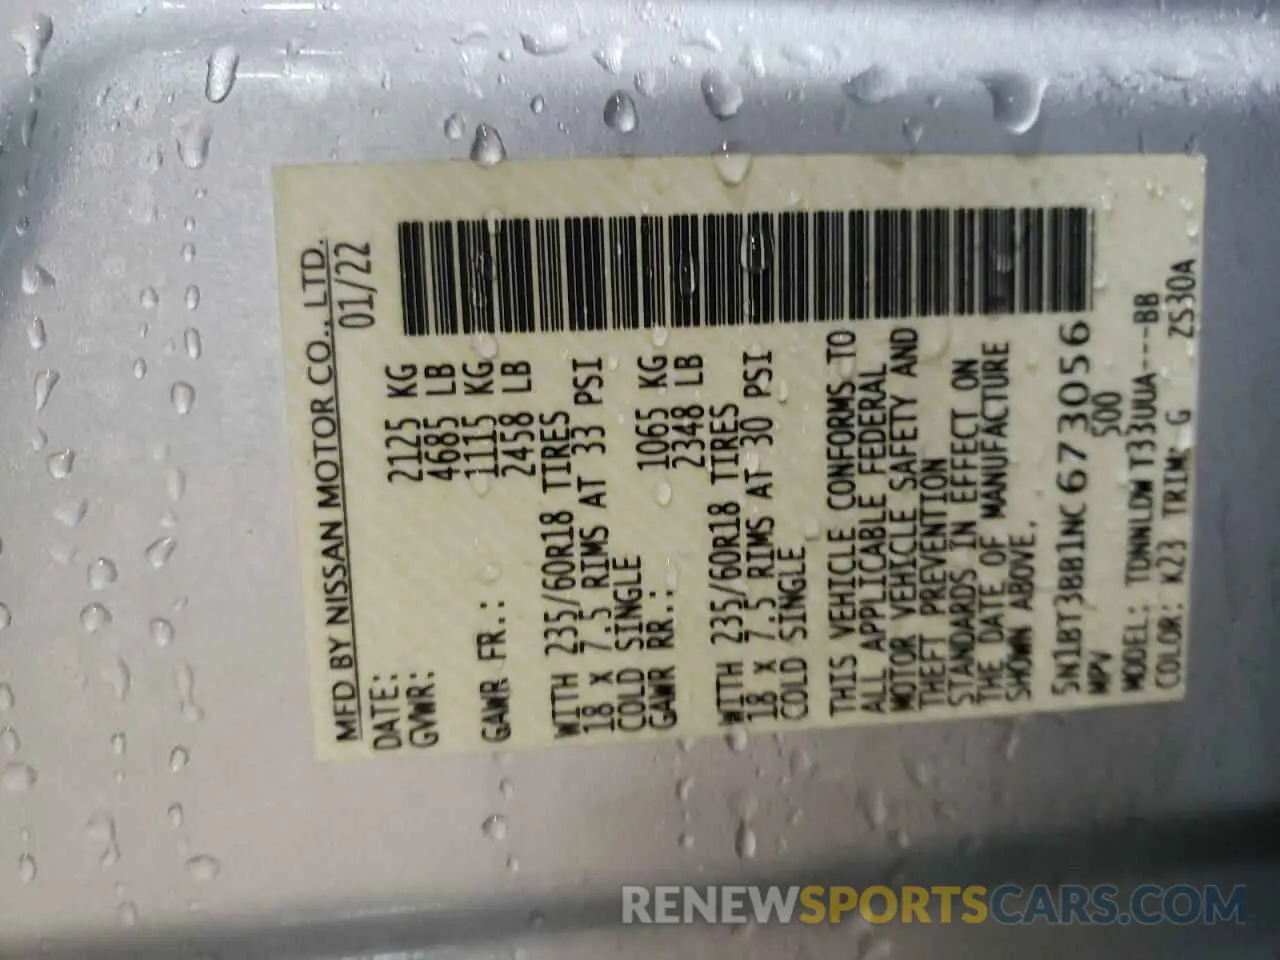 MFD BY NISSAN MOTOR CO., LTD.
DATE: 01/22
GVWR: 2125 KG
4685 LB
GAWR FR.: 1115 KG
2458 LB
WITH 235/60R18 TIRES
18 X 7.5 RIMS AT 33 PSI
COLD SINGLE
GAWR RR.: 1065 KG
2348 LB
WITH 235/60R18 TIRES
18 X 7.5 RIMS AT 30 PSI
COLD SINGLE
THIS VEHICLE CONFORMS TO
ALL APPLICABLE FEDERAL
MOTOR VEHICLE SAFETY AND
THEFT PREVENTION
STANDARDS IN EFFECT ON
THE DATE OF MANUFACTURE
SHOWN ABOVE.
5N1BT3BB1NC673056
MPV 500
MODEL: TDNNLDWT33UUA---BB
COLOR: K23 TRIM: G ZS30A
RENEWSPORTSCARS.COM